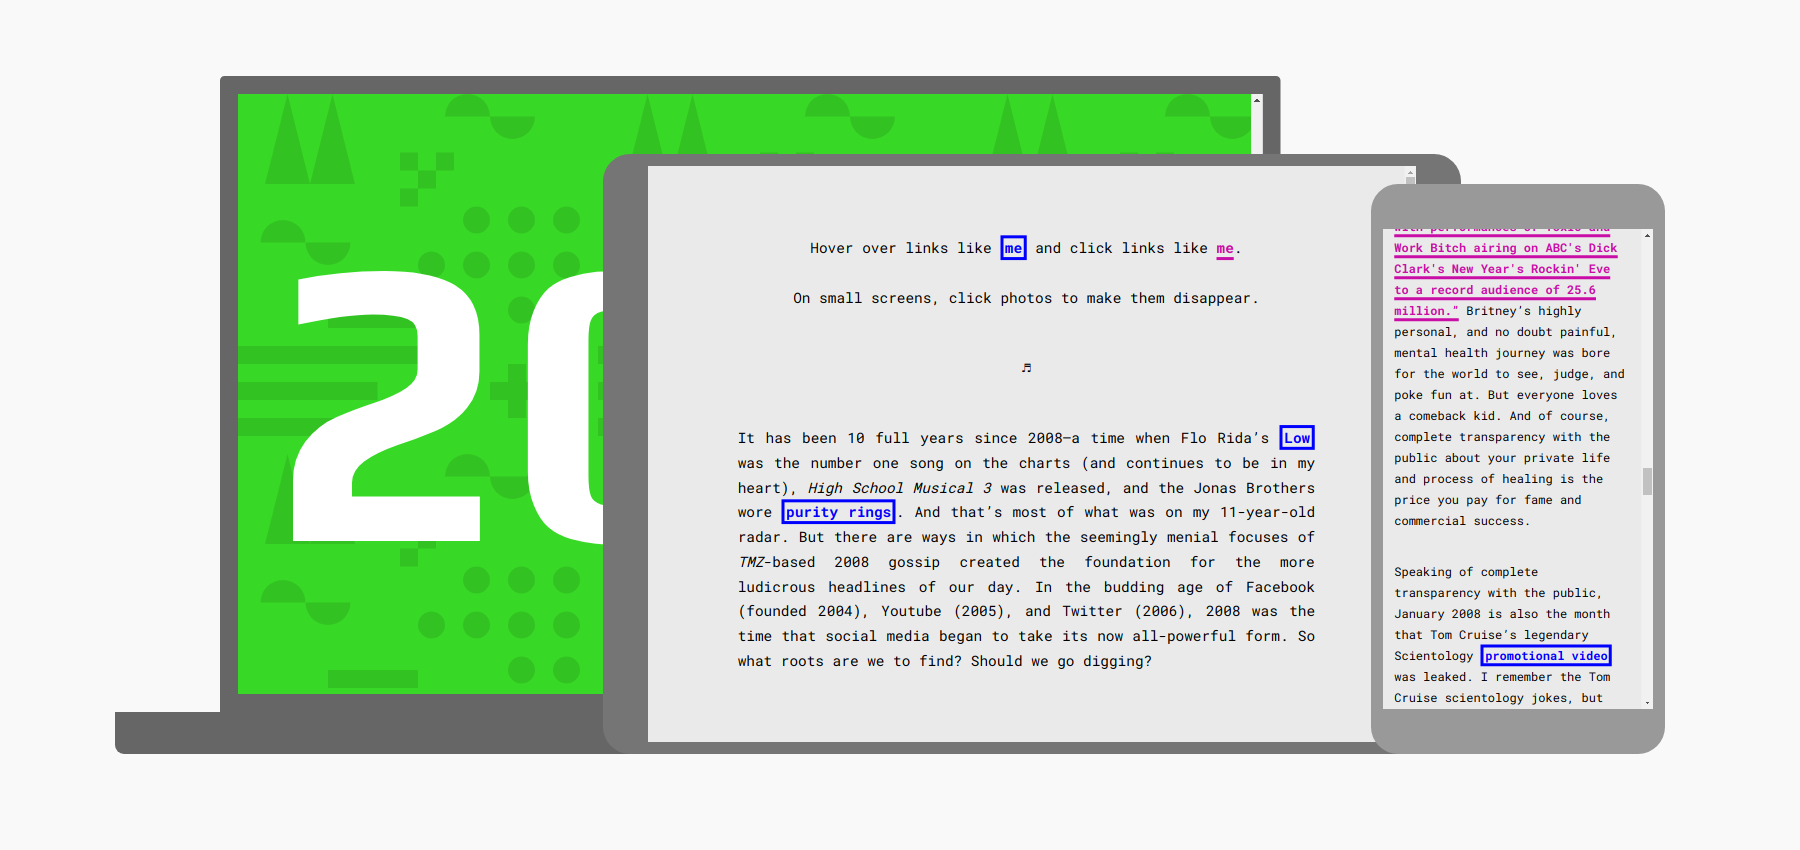 20
Hover over links like me and click links like me.
On small screens, click photos to make them disappear.
♬
It has been 10 full years since 2008—a time when Flo Rida’s Low
was the number one song on the charts (and continues to be in my
heart), High School Musical 3 was released, and the Jonas Brothers
wore purity rings. And that’s most of what was on my 11-year-old
radar. But there are ways in which the seemingly menial focuses of
TMZ-based 2008 gossip created the foundation for the more
ludicrous headlines of our day. In the budding age of Facebook
(founded 2004), Youtube (2005), and Twitter (2006), 2008 was the
time that social media began to take its now all-powerful form. So
what roots are we to find? Should we go digging?
with performances of Toxic and
Work Bitch airing on ABC's Dick
Clark's New Year's Rockin' Eve
to a record audience of 25.6
million." Britney’s highly
personal, and no doubt painful,
mental health journey was bore
for the world to see, judge, and
poke fun at. But everyone loves
a comeback kid. And of course,
complete transparency with the
public about your private life
and process of healing is the
price you pay for fame and
commercial success.
Speaking of complete
transparency with the public,
January 2008 is also the month
that Tom Cruise’s legendary
Scientology promotional video
was leaked. I remember the Tom
Cruise scientology jokes, but